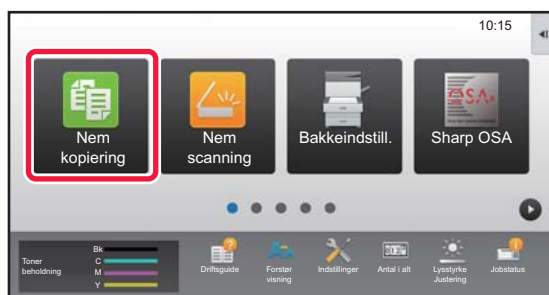 10:15
Nem
kopiering
Nem
scanning
Bakkeindstill.
OSA
Sharp OSA
Toner
beholdning
Bk
C
M
Y
Driftsguide
Forstør
visning
Indstillinger
Antal i alt
Lysstyrke
Justering
Jobstatus